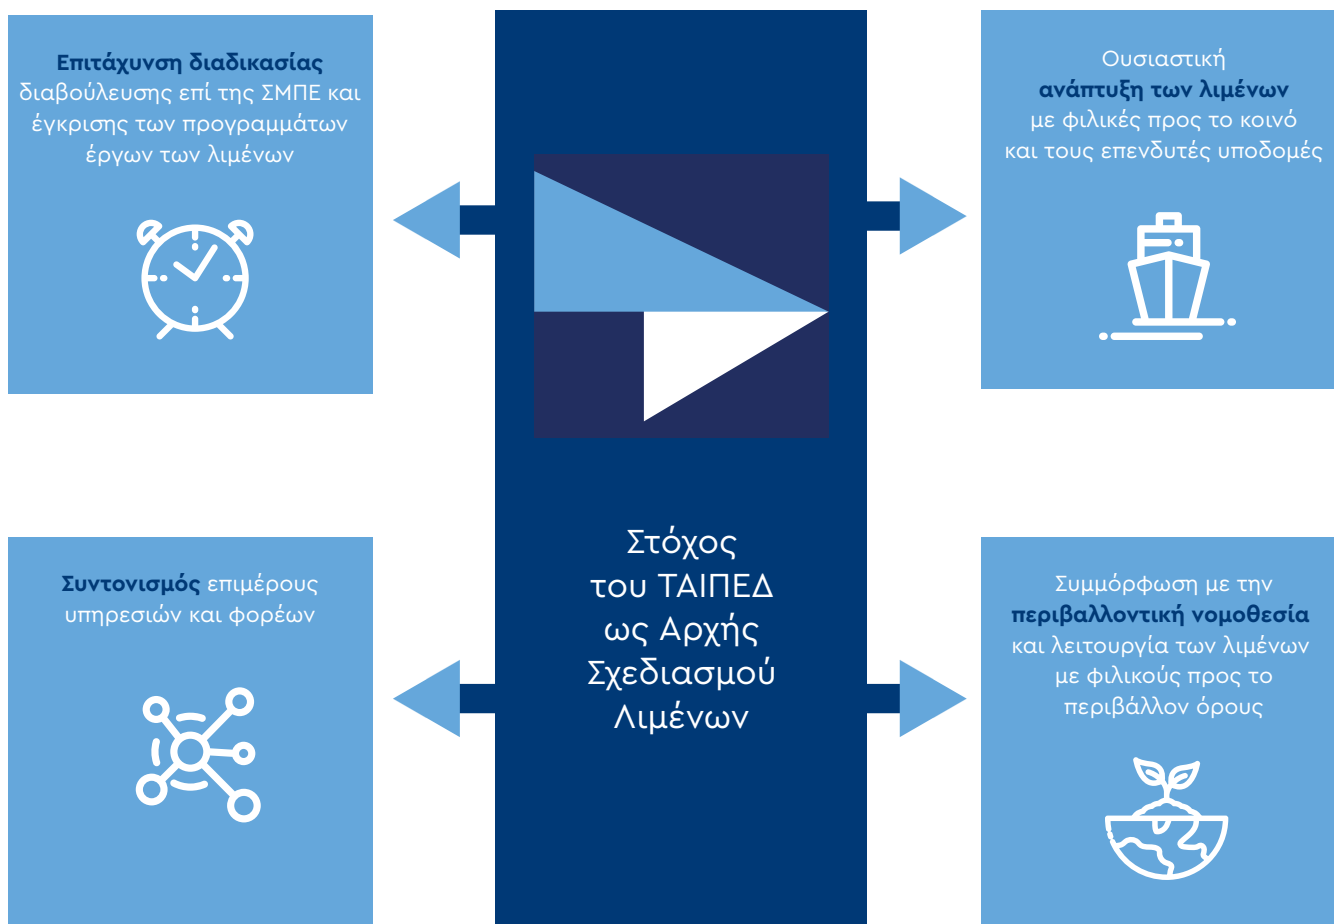 Επιτάχυνση διαδικασίας
διαβούλευσης επί της ΣΜΠΕ και
έγκρισης των προγραμμάτων
έργων των λιμένων
Ουσιαστική
ανάπτυξη των λιμένων
με φιλικές προς το κοινό
και τους επενδυτές υποδομές
Στόχος
του ΤΑΙΠΕΔ
ως Αρχής
Σχεδιασμού
Λιμένων
Συντονισμός επιμέρους
υπηρεσιών και φορέων
Συμμόρφωση με την
περιβαλλοντική νομοθεσία
και λειτουργία των λιμένων
με φιλικούς προς το
περιβάλλον όρους